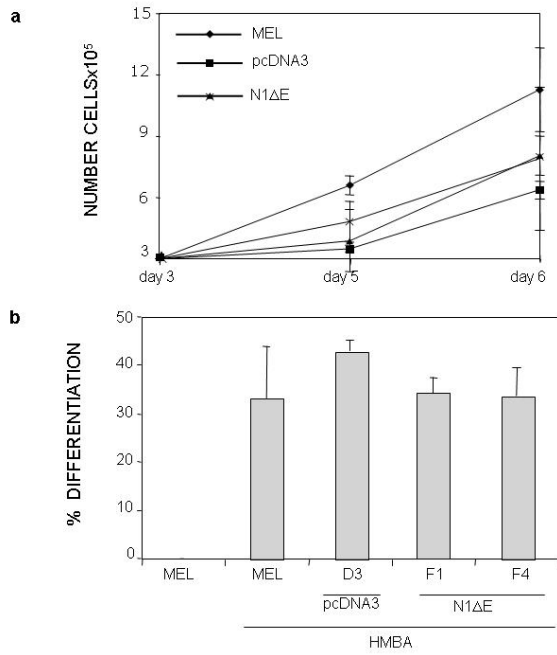 a
NUMBER CELLSx10⁵
15
12
9
6
3
MEL
pcDNA3
N1ΔE
day 3
day 5
day 6
b
% DIFFERENTIATION
50
40
30
20
10
0
MEL MEL D3 F1 F4
pcDNA3 N1ΔE
HMBA